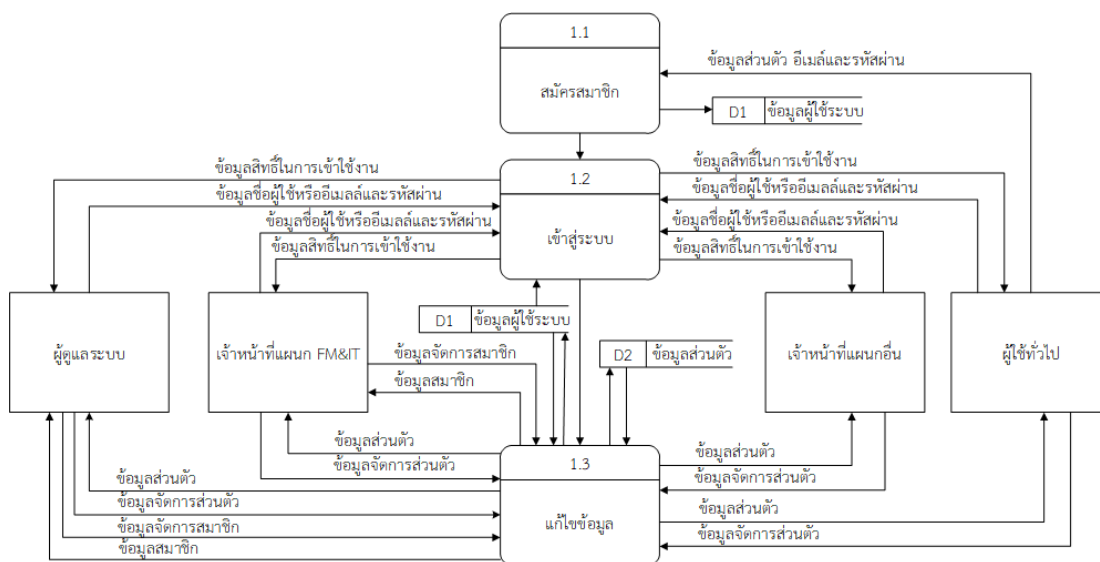 1.1
สมัครสมาชิก
ข้อมูลส่วนตัว อีเมล์และรหัสผ่าน
D1 ข้อมูลผู้ใช้ระบบ
ข้อมูลสิทธิ์ในการเข้าใช้งาน
ข้อมูลชื่อผู้ใช้หรืออีเมลล์และรหัสผ่าน
ข้อมูลชื่อผู้ใช้หรืออีเมลล์และรหัสผ่าน
ข้อมูลสิทธิ์ในการเข้าใช้งาน
1.2
เข้าสู่ระบบ
ข้อมูลสิทธิ์ในการเข้าใช้งาน
ข้อมูลชื่อผู้ใช้หรืออีเมลล์และรหัสผ่าน
ข้อมูลชื่อผู้ใช้หรืออีเมลล์และรหัสผ่าน
ข้อมูลสิทธิ์ในการเข้าใช้งาน
ผู้ดูแลระบบ
เจ้าหน้าที่แผนก FM&IT
D1 ข้อมูลผู้ใช้ระบบ
D2 ข้อมูลส่วนตัว
เจ้าหน้าที่แผนกอื่น
ผู้ใช้ทั่วไป
ข้อมูลจัดการสมาชิก
ข้อมูลสมาชิก
ข้อมูลส่วนตัว
ข้อมูลจัดการส่วนตัว
ข้อมูลส่วนตัว
ข้อมูลจัดการส่วนตัว
ข้อมูลจัดการสมาชิก
ข้อมูลสมาชิก
1.3
แก้ไขข้อมูล
ข้อมูลส่วนตัว
ข้อมูลจัดการส่วนตัว
ข้อมูลส่วนตัว
ข้อมูลจัดการส่วนตัว